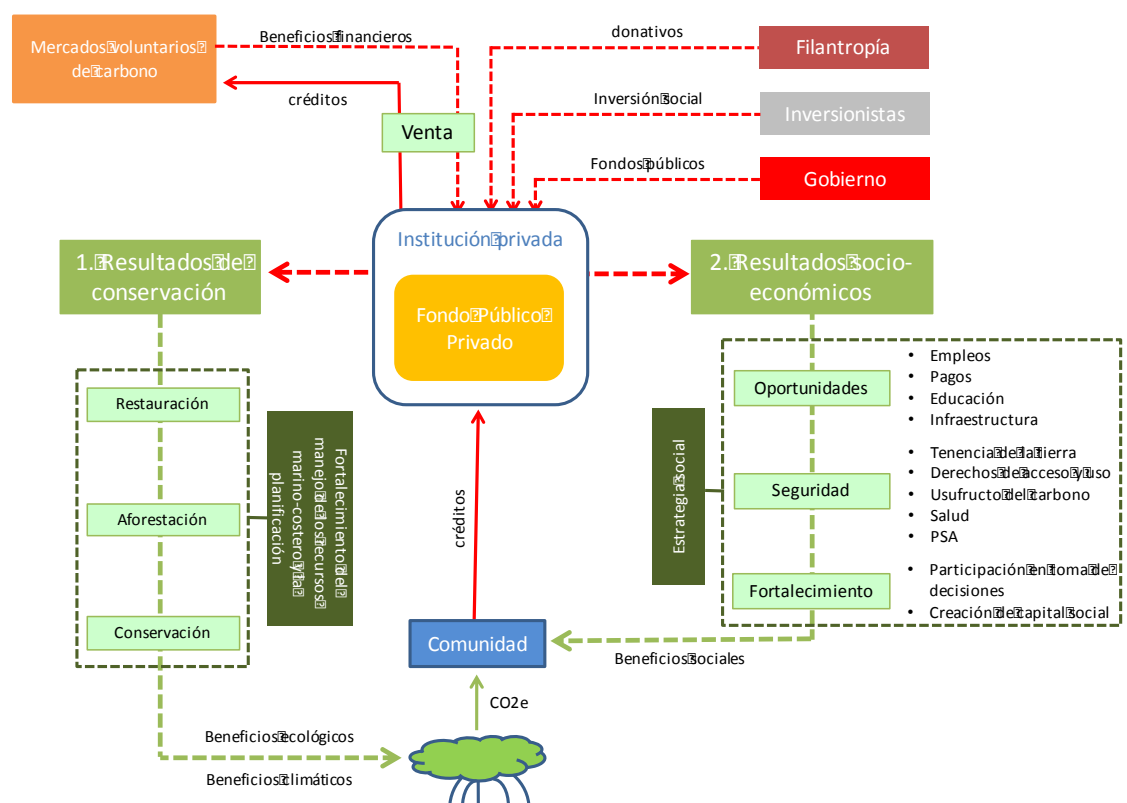 Mercados voluntarios
de carbono
Beneficios financieros
donativos
Filantropía
créditos
Inversión social
Inversionistas
Venta
Fondos públicos
Gobierno
Institución privada
1. Resultados de
conservación
2. Resultados socio-
económicos
Fondo Público
Privado
Restauración
Aforestación
Conservación
Fortalecimiento del
manejo de los recursos
marino-costero y la
planificación
créditos
Estrategia social
Oportunidades
• Empleos
• Pagos
• Educación
• Infraestructura
Seguridad
• Tenencia de la tierra
• Derechos de acceso y uso
• Usufructo del carbono
• Salud
• PSA
Fortalecimiento
• Participación en toma de
decisiones
• Creación de capital social
Comunidad
Beneficios sociales
CO2e
Beneficios ecológicos
Beneficios climáticos